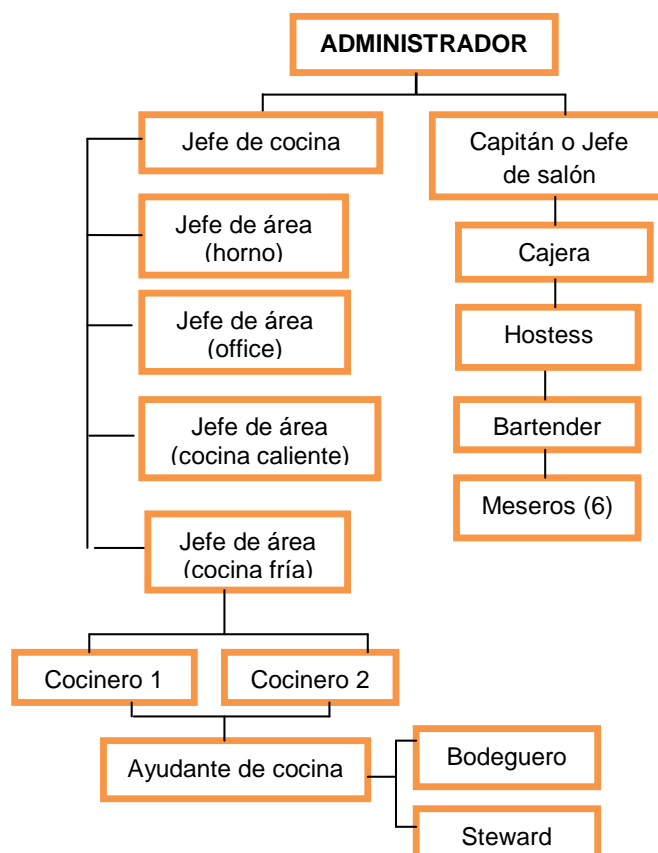 ADMINISTRADOR
Jefe de cocina
Capitán o Jefe
de salón
Jefe de área
(horno)
Cajera
Jefe de área
(office)
Hostess
Jefe de área
(cocina caliente)
Bartender
Meseros (6)
Jefe de área
(cocina fría)
Cocinero 1
Cocinero 2
Ayudante de cocina
Bodeguero
Steward